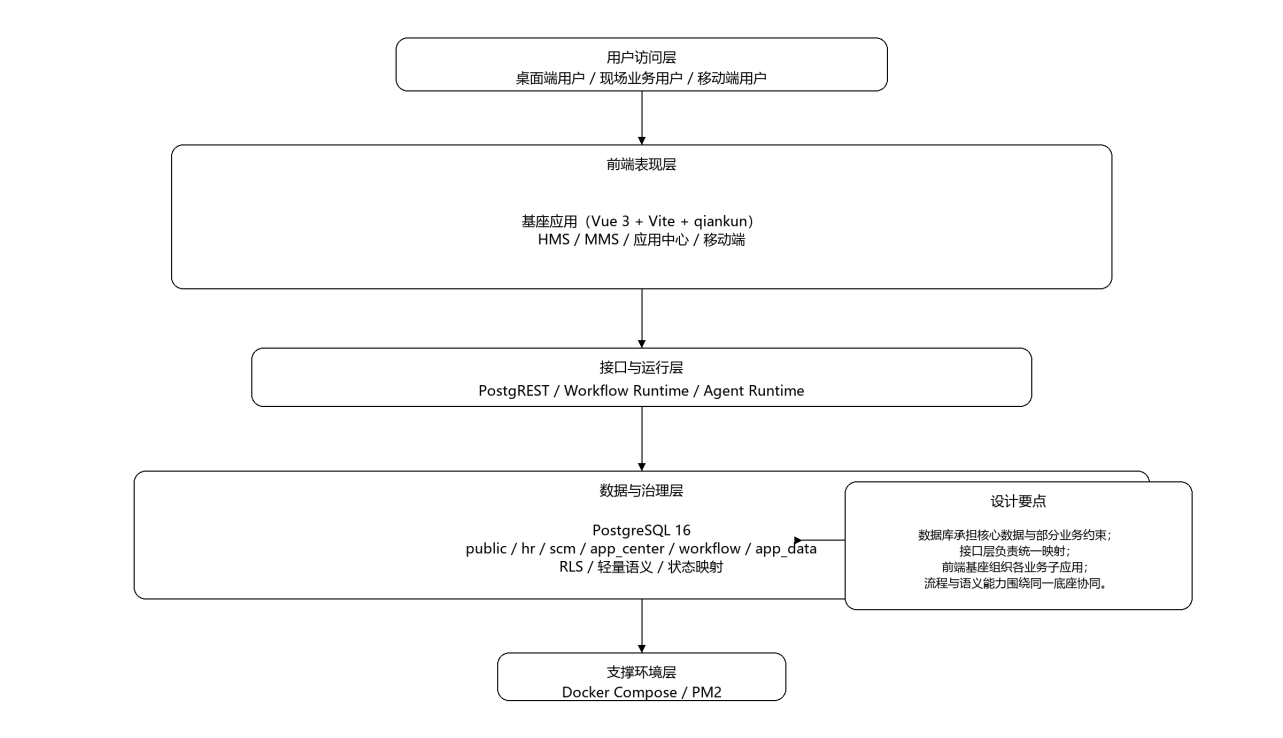 用户访问层
桌面端用户 / 现场业务用户 / 移动端用户
前端表现层
基座应用（Vue 3 + Vite + qiankun）
HMS / MMS / 应用中心 / 移动端
接口与运行层
PostgREST / Workflow Runtime / Agent Runtime
数据与治理层
PostgreSQL 16
public / hr / scm / app_center / workflow / app_data
RLS / 轻量语义 / 状态映射
设计要点
数据库承担核心数据与部分业务约束；
接口层负责统一映射；
前端基座组织各业务子应用；
流程与语义能力围绕同一底座协同。
支撑环境层
Docker Compose / PM2